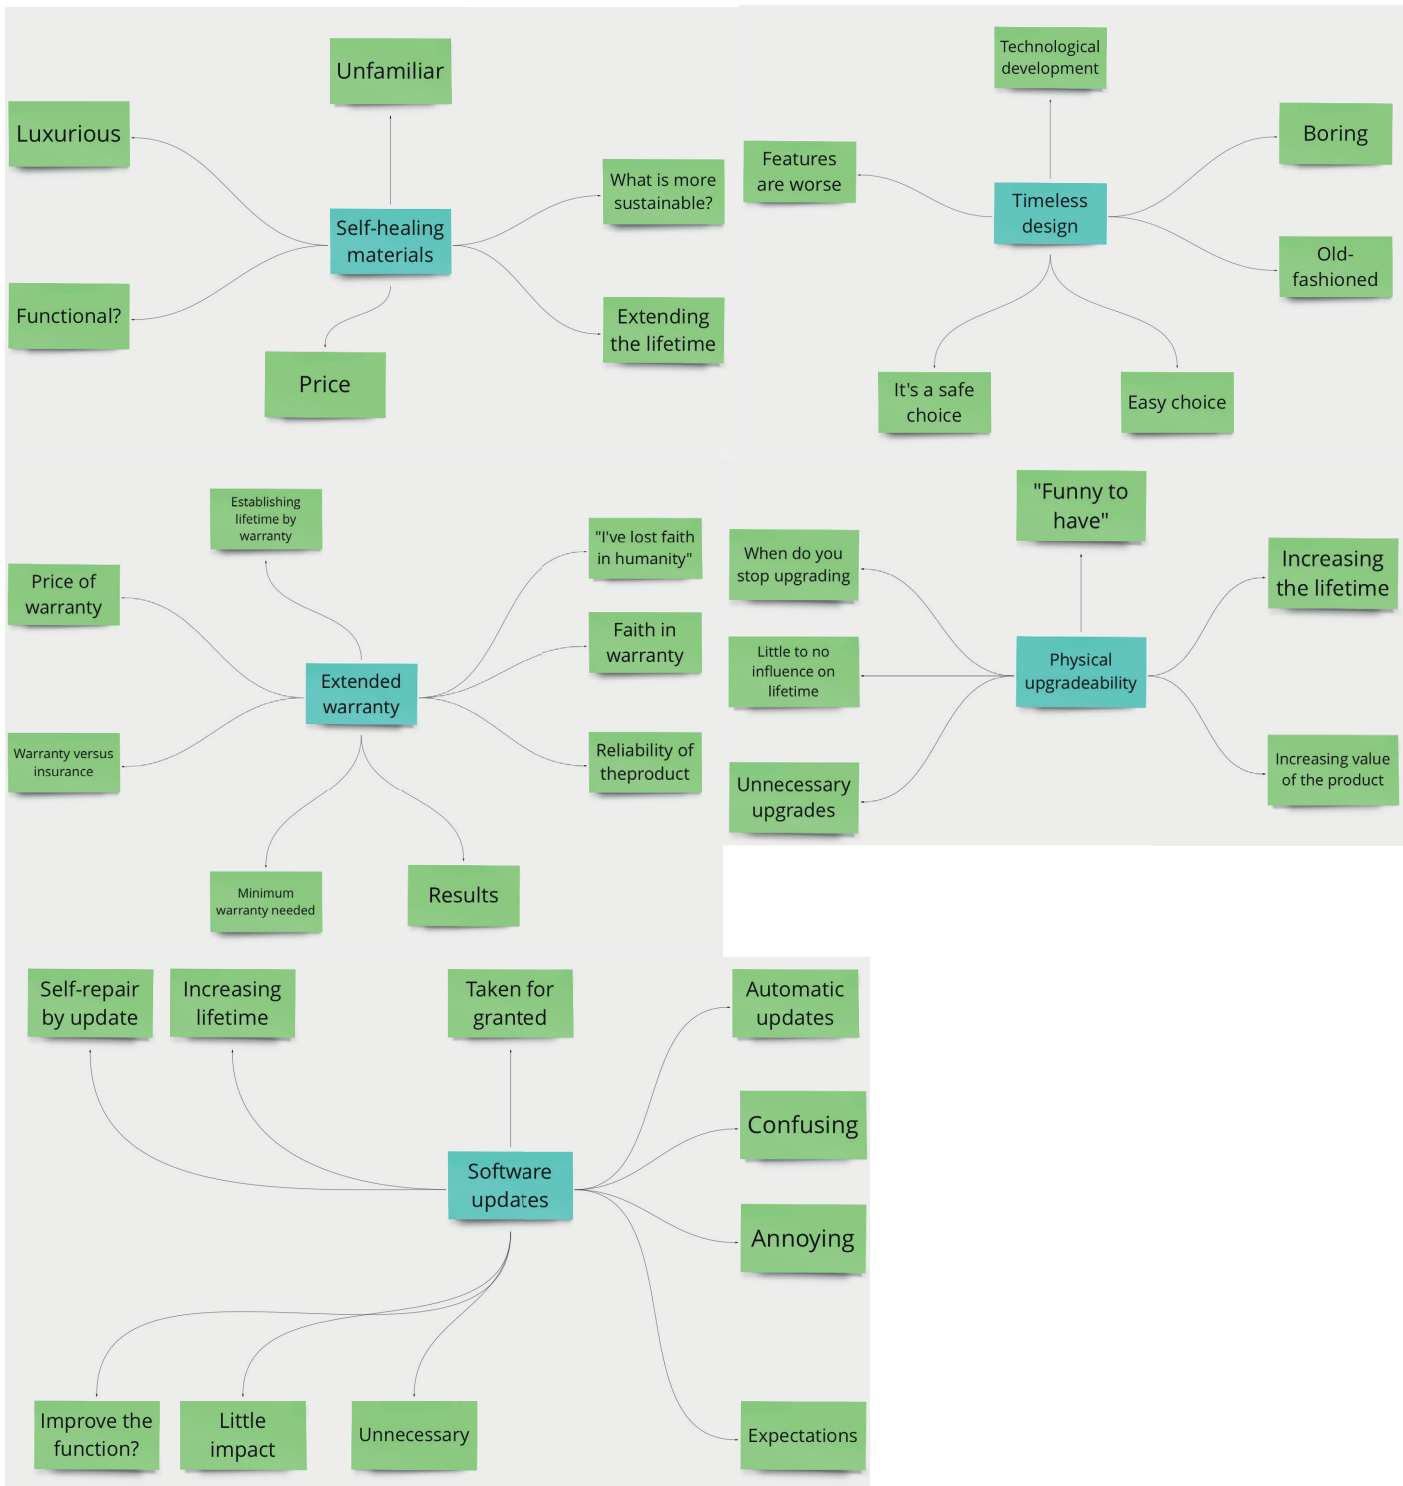 Unfamiliar
Luxurious
What is more
sustainable?
Self-healing
materials
Functional?
Extending
the lifetime
Price
Technological
development
Boring
Features
are worse
Timeless
design
Old-
fashioned
It's a safe
choice
Easy choice
Establishing
lifetime by
warranty
"I've lost faith
in humanity"
Price of
warranty
Faith in
warranty
Extended
warranty
Warranty versus
insurance
Reliability of
theproduct
Minimum
warranty needed
Results
"Funny to
have"
When do you
stop upgrading
Increasing
the lifetime
Little to no
influence on
lifetime
Physical
upgradeability
Unnecessary
upgrades
Increasing value
of the product
Self-repair
by update
Increasing
lifetime
Taken for
granted
Automatic
updates
Confusing
Software
updates
Annoying
Improve the
function?
Little
impact
Unnecessary
Expectations